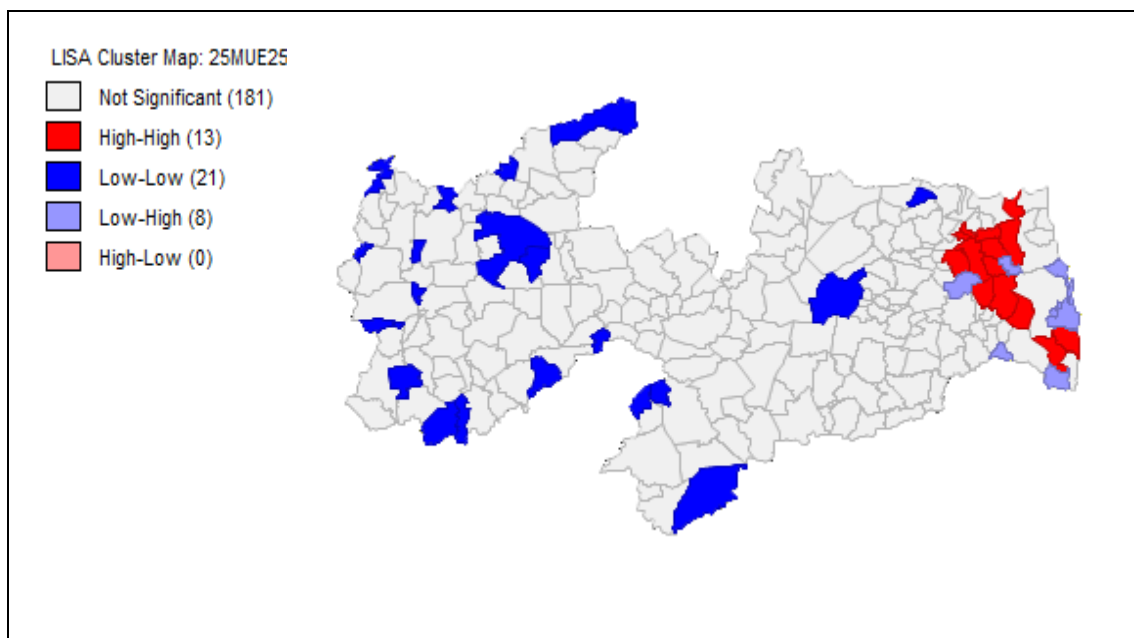 LISA Cluster Map: 25MUE25
Not Significant (181)
High-High (13)
Low-Low (21)
Low-High (8)
High-Low (0)